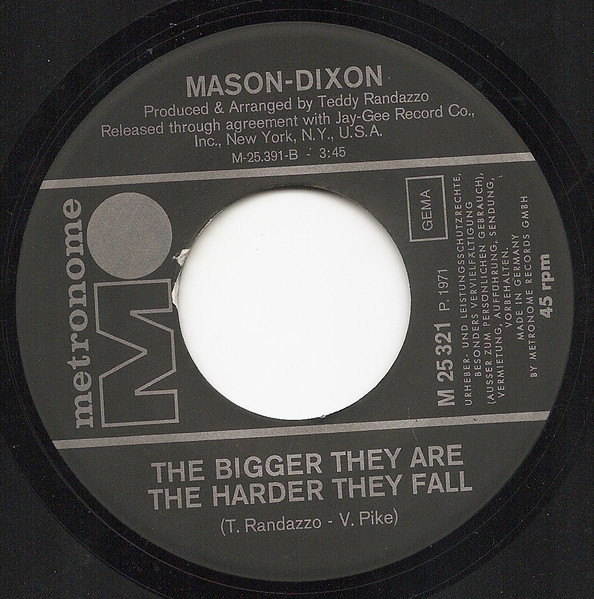 MASON-DIXON
Produced & Arranged by Teddy Randazzo
Released through agreement with Jay-Gee Record Co.,
Inc., New York, N.Y., U.S.A.
M-25.391-B - 3:45
metronome
M
GEMA
M 25 321 P. 1971
URHEBER- UND LEISTUNGSSCHUTZRECHTE,
BESONDERS VERVIELFÄLTIGUNG
(AUSSER ZUM PERSÖNLICHEN GEBRAUCH),
VERMIETUNG, AUFFÜHRUNG, SENDUNG,
VORBEHALTEN.
MADE IN GERMANY
BY METRONOME RECORDS GMBH
45 rpm
THE BIGGER THEY ARE
THE HARDER THEY FALL
(T. Randazzo - V. Pike)